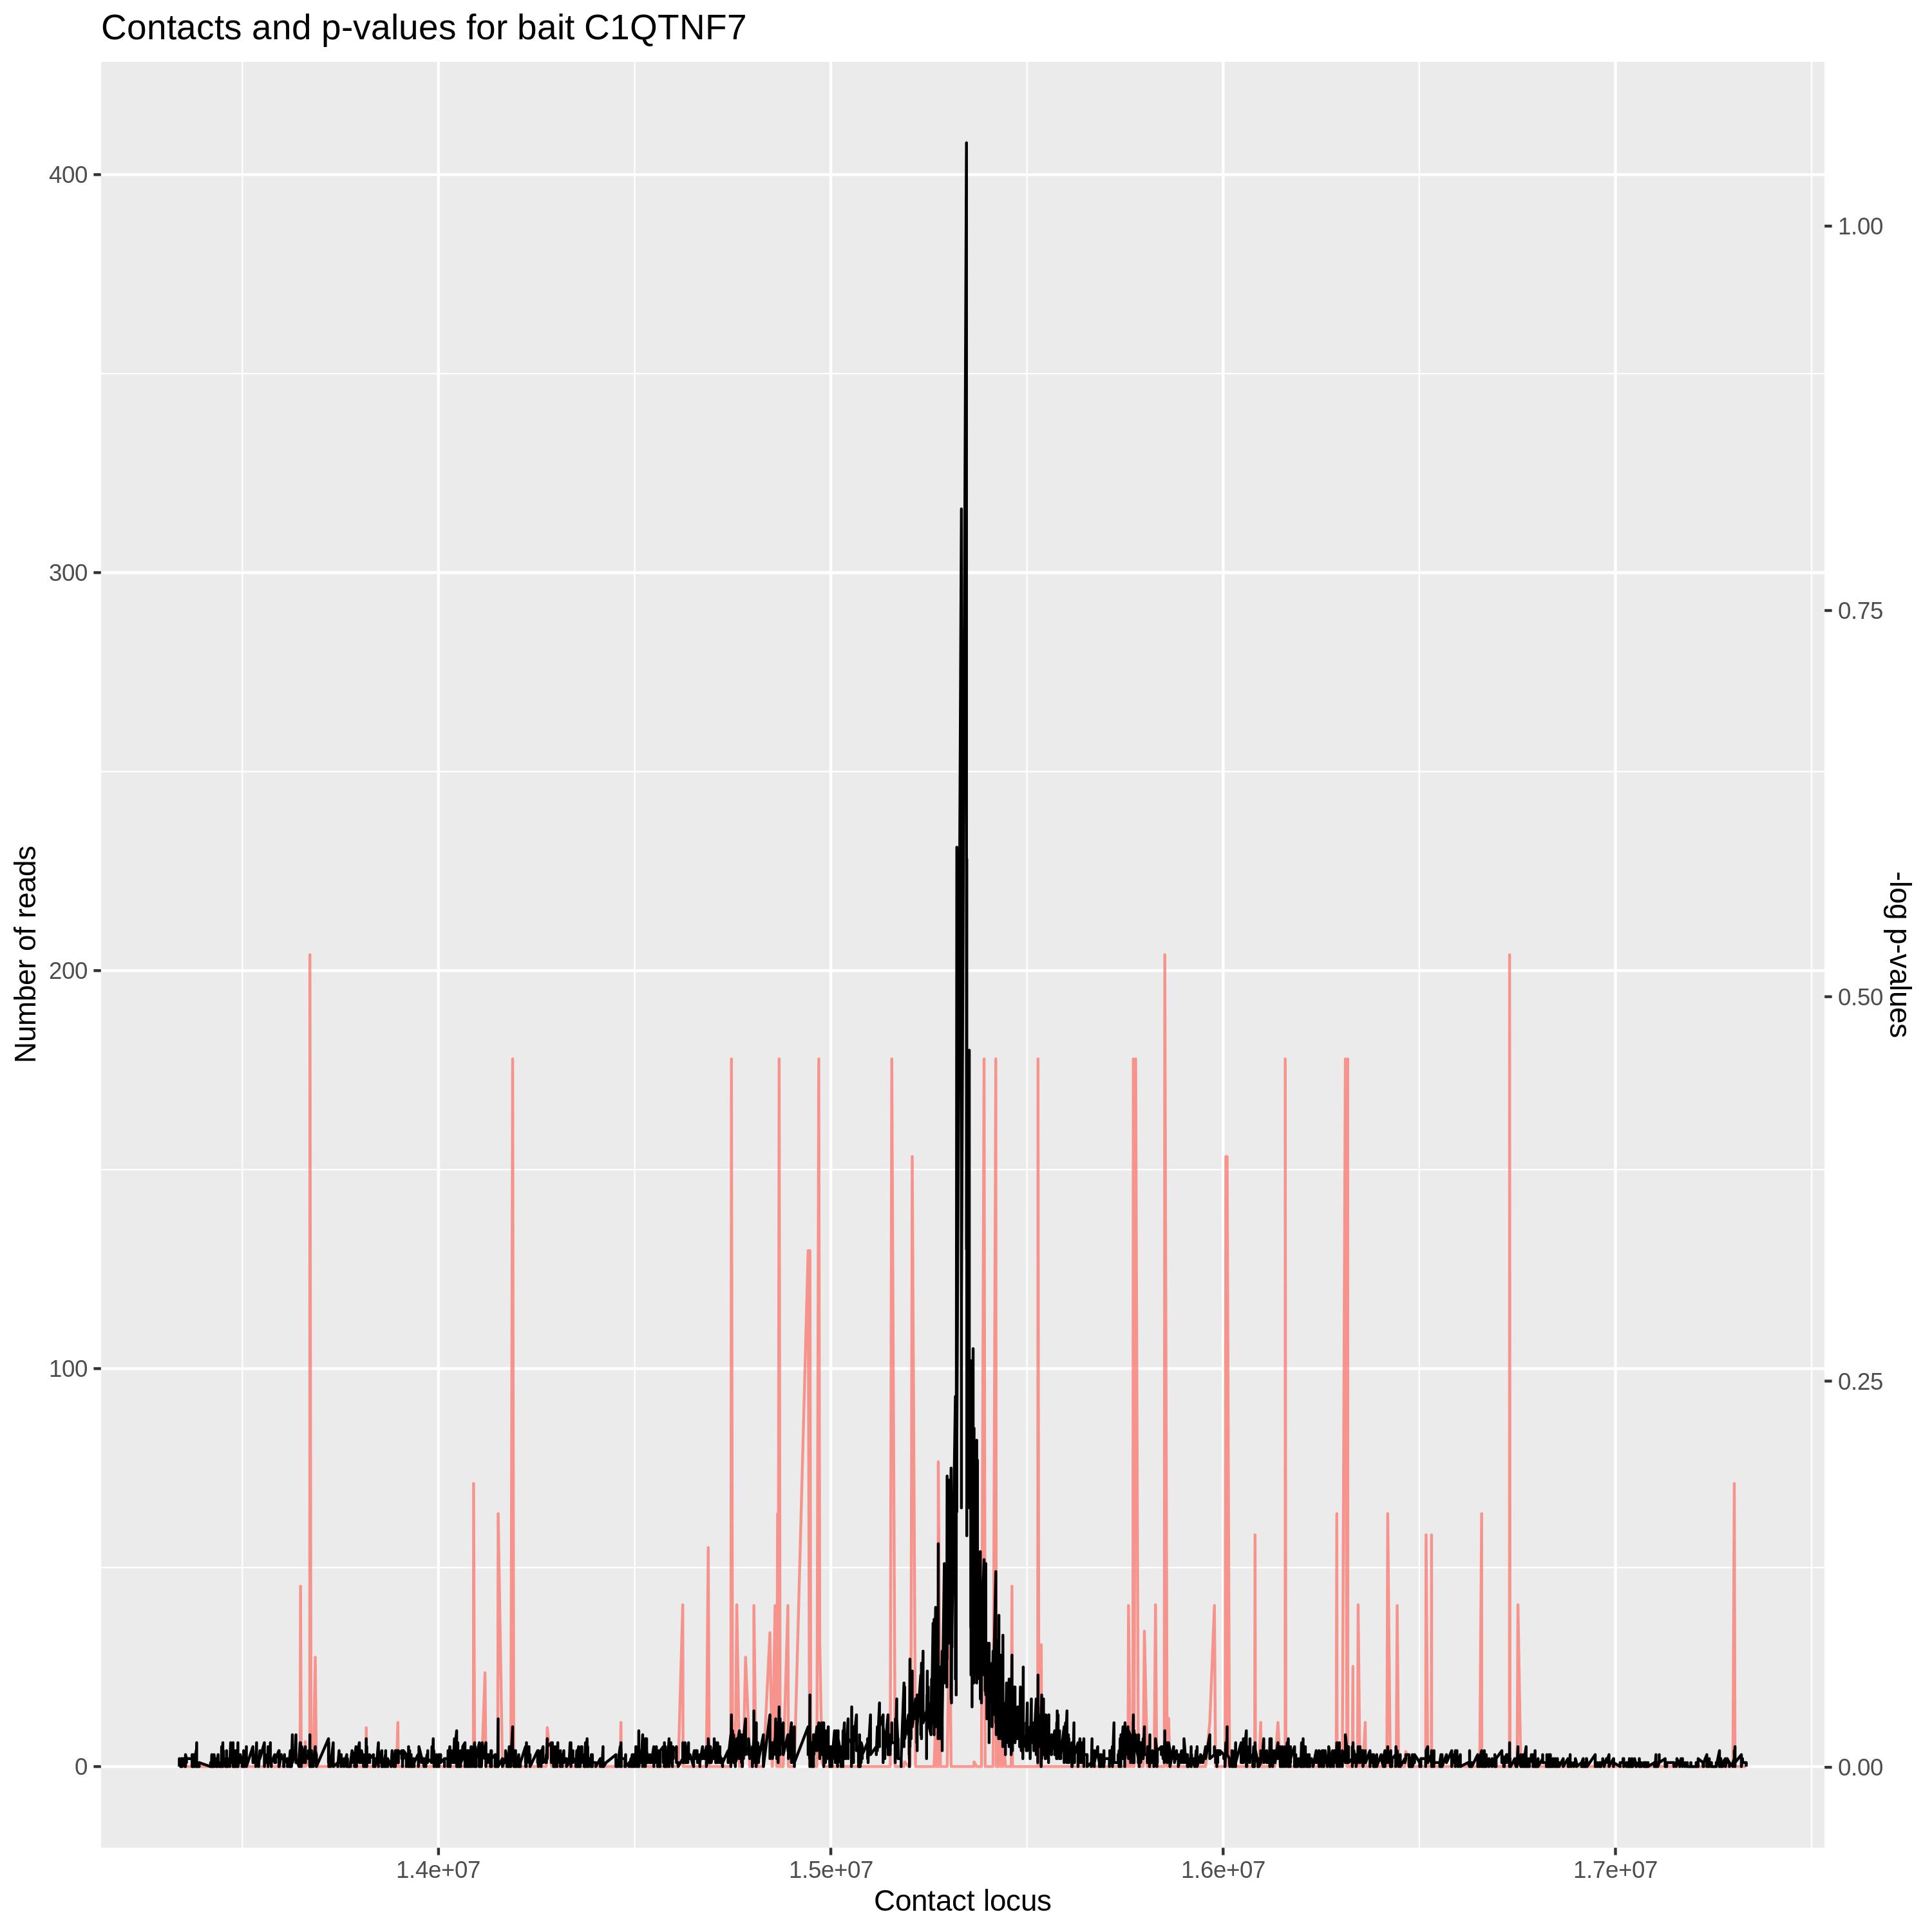 Contacts and p-values for bait C1QTNF7
400
300
200
100
0
Number of reads
1.00
0.75
0.50
0.25
0.00
-log p-values
1.4e+07
1.5e+07
1.6e+07
1.7e+07
Contact locus